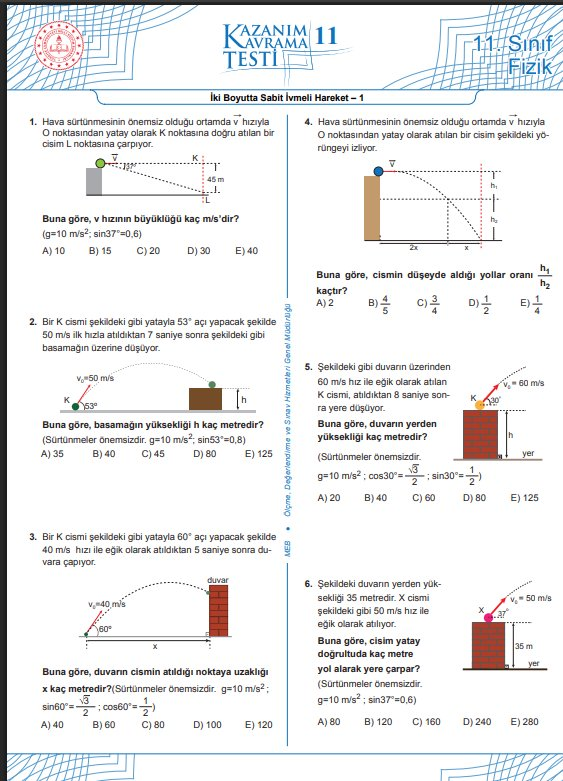 KAZANIM
KAVRAMA
TESTİ
11
11. Sınıf
Fizik
İki Boyutta Sabit İvmeli Hareket – 1
1. Hava sürtünmesinin önemsiz olduğu ortamda v hızıyla
O noktasından yatay olarak K noktasına doğru atılan bir
cisim L noktasına çarpıyor.
v
37°
K
45 m
L
Buna göre, v hızının büyüklüğü kaç m/s’dir?
(g=10 m/s²; sin37°=0,6)
A) 10 B) 15 C) 20 D) 30 E) 40
2. Bir K cismi şekildeki gibi yatayla 53° açı yapacak şekilde
50 m/s ilk hızla atıldıktan 7 saniye sonra şekildeki gibi
basamağın üzerine düşüyor.
v₀=50 m/s
K
53°
h
Buna göre, basamağın yüksekliği h kaç metredir?
(Sürtünmeler önemsizdir. g=10 m/s²; sin53°=0,8)
A) 35 B) 40 C) 45 D) 80 E) 125
3. Bir K cismi şekildeki gibi yatayla 60° açı yapacak şekilde
40 m/s hızı ile eğik olarak atıldıktan 5 saniye sonra du-
vara çapıyor.
duvar
v₀=40 m/s
60°
x
Buna göre, duvarın cismin atıldığı noktaya uzaklığı
x kaç metredir?(Sürtünmeler önemsizdir. g=10 m/s² ;
sin60°=√3/2 ; cos60°=1/2)
A) 40 B) 60 C) 80 D) 100 E) 120
MEB • Ölçme, Değerlendirme ve Sınav Hizmetleri Genel Müdürlüğü
4. Hava sürtünmesinin önemsiz olduğu ortamda v hızıyla
O noktasından yatay olarak atılan bir cisim şekildeki yö-
rüngeyi izliyor.
v
h₁
h₂
2x x
Buna göre, cismin düşeyde aldığı yollar oranı h₁/h₂
kaçtır?
A) 2 B) 4/5 C) 3/4 D) 1/2 E) 1/4
5. Şekildeki gibi duvarın üzerinden
60 m/s hız ile eğik olarak atılan
K cismi, atıldıktan 8 saniye son-
ra yere düşüyor.
Buna göre, duvarın yerden
yüksekliği kaç metredir?
(Sürtünmeler önemsizdir.
g=10 m/s² ; cos30°=√3/2 ; sin30°=1/2)
v₀ = 60 m/s
K
30°
h
yer
A) 20 B) 40 C) 60 D) 80 E) 125
6. Şekildeki duvarın yerden yük-
sekliği 35 metredir. X cismi
şekildeki gibi 50 m/s hız ile
eğik olarak atılıyor.
Buna göre, cisim yatay
doğrultuda kaç metre
yol alarak yere çarpar?
(Sürtünmeler önemsizdir.
g=10 m/s² ; sin37°=0,6)
v₀ = 50 m/s
X
37°
35 m
yer
A) 80 B) 120 C) 160 D) 240 E) 280